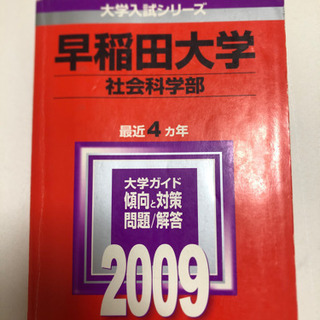 大学入試シリーズ
早稲田大学
社会科学部
最近4カ年
大学ガイド
傾向と対策
問題/解答
2009